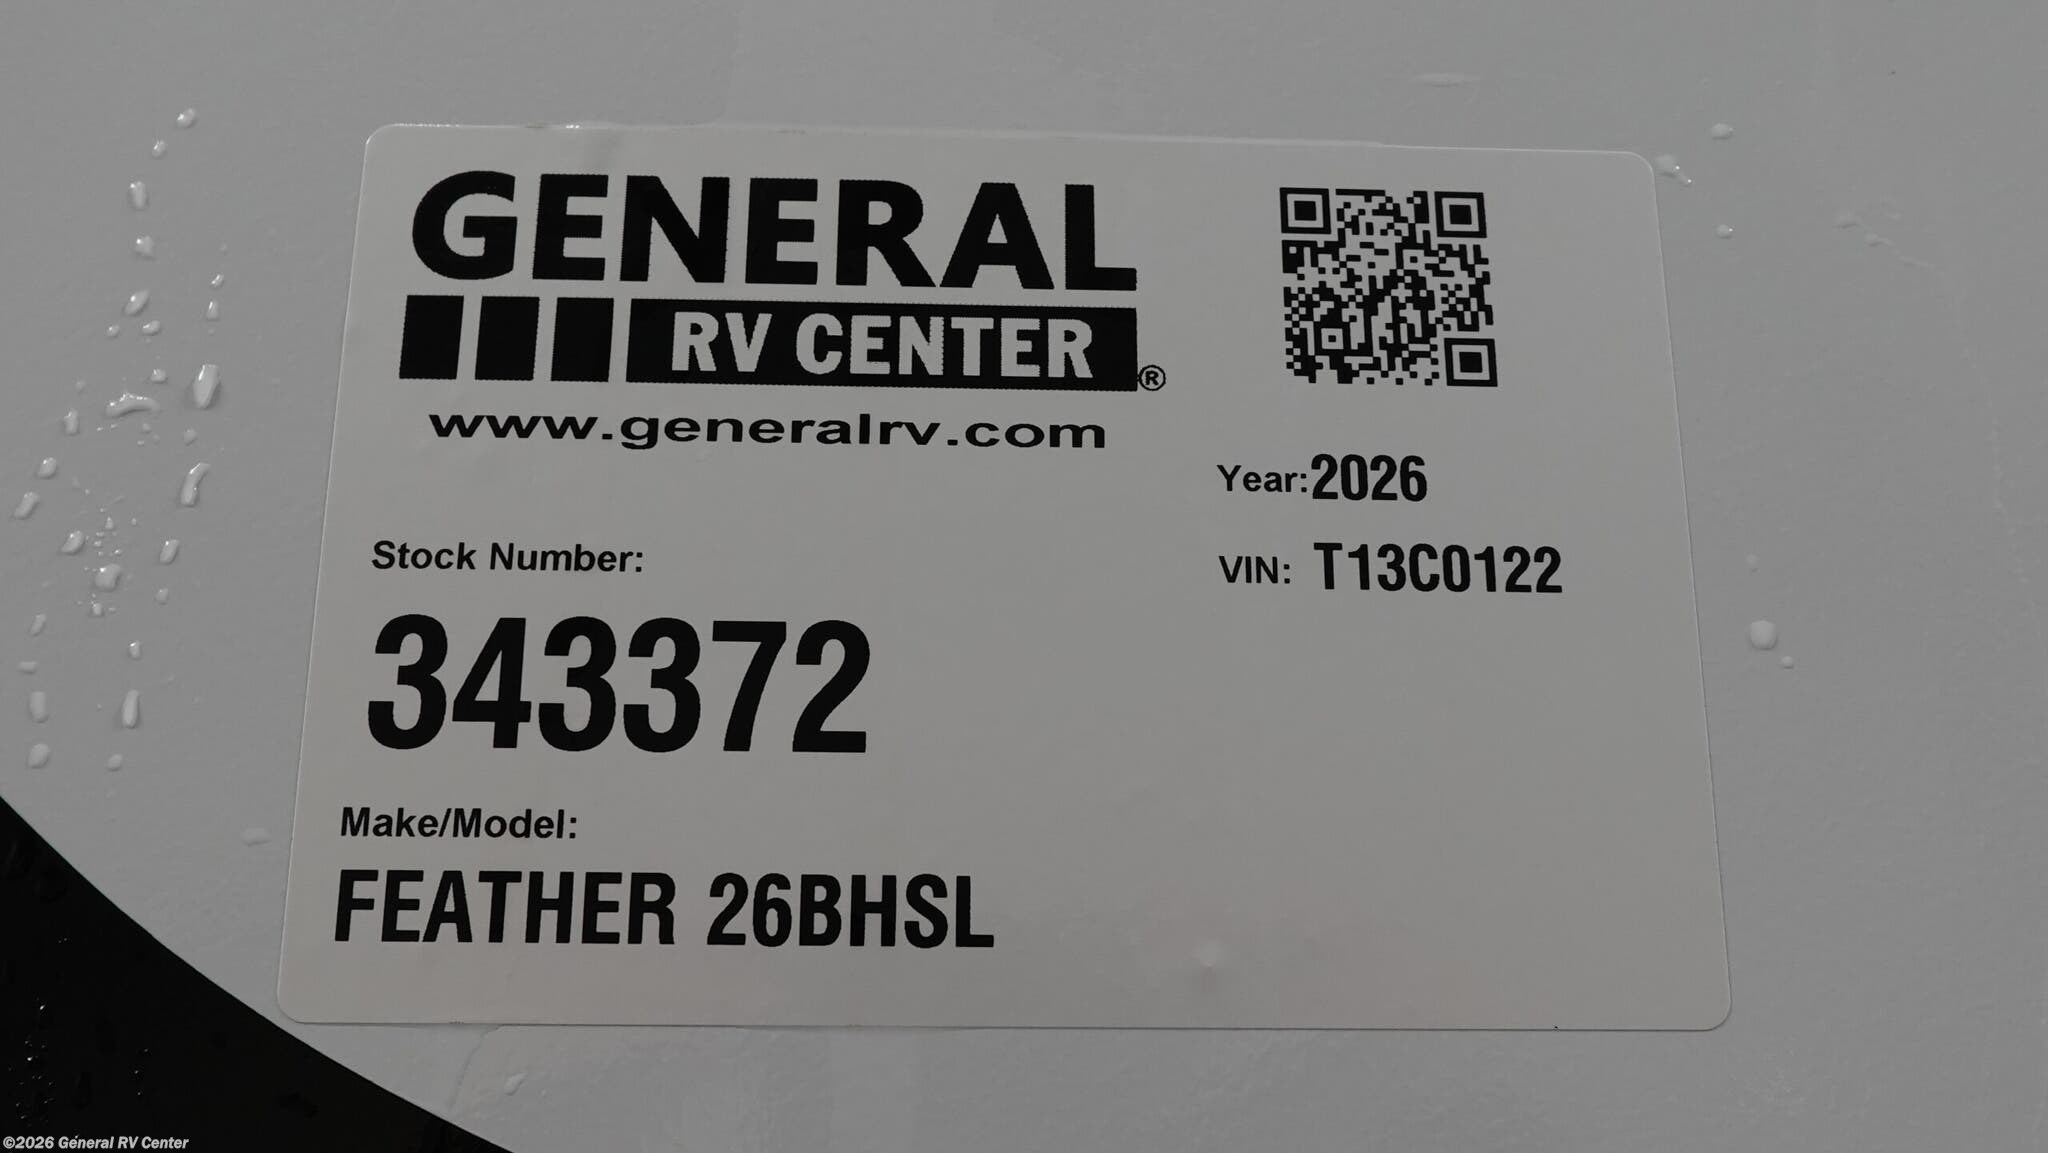 GENERAL
RV CENTER®
www.generalrv.com
Year:2026
VIN: T13C0122
Stock Number:
343372
Make/Model:
FEATHER 26BHSL
©2026 General RV Center